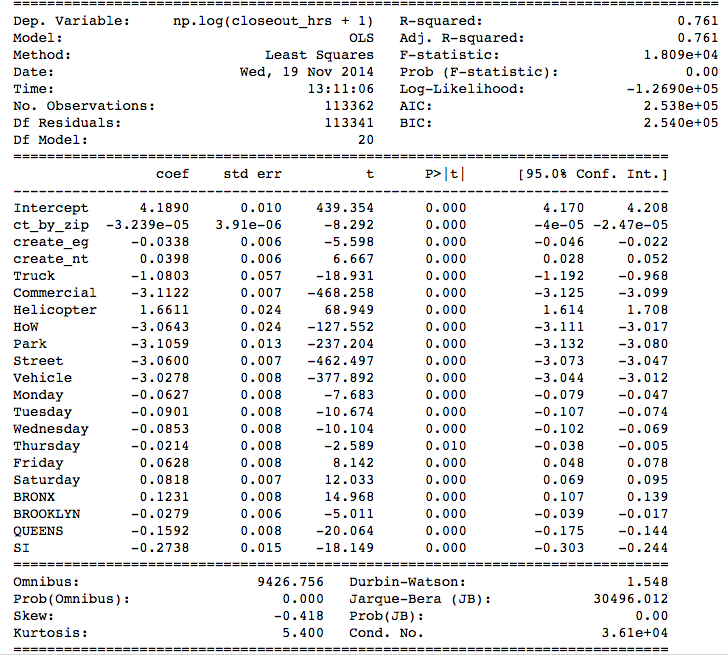 ==============================================================================
Dep. Variable: np.log(closeout_hrs + 1) R-squared: 0.761
Model: OLS Adj. R-squared: 0.761
Method: Least Squares F-statistic: 1.809e+04
Date: Wed, 19 Nov 2014 Prob (F-statistic): 0.00
Time: 13:11:06 Log-Likelihood: -1.2690e+05
No. Observations: 113362 AIC: 2.538e+05
Df Residuals: 113341 BIC: 2.540e+05
Df Model: 20
==============================================================================
coef std err t P>|t| [95.0% Conf. Int.]
------------------------------------------------------------------------------
Intercept 4.1890 0.010 439.354 0.000 4.170 4.208
ct_by_zip -3.239e-05 3.91e-06 -8.292 0.000 -4e-05 -2.47e-05
create_eg -0.0338 0.006 -5.598 0.000 -0.046 -0.022
create_nt 0.0398 0.006 6.667 0.000 0.028 0.052
Truck -1.0803 0.057 -18.931 0.000 -1.192 -0.968
Commercial -3.1122 0.007 -468.258 0.000 -3.125 -3.099
Helicopter 1.6611 0.024 68.949 0.000 1.614 1.708
HoW -3.0643 0.024 -127.552 0.000 -3.111 -3.017
Park -3.1059 0.013 -237.204 0.000 -3.132 -3.080
Street -3.0600 0.007 -462.497 0.000 -3.073 -3.047
Vehicle -3.0278 0.008 -377.892 0.000 -3.044 -3.012
Monday -0.0627 0.008 -7.683 0.000 -0.079 -0.047
Tuesday -0.0901 0.008 -10.674 0.000 -0.107 -0.074
Wednesday -0.0853 0.008 -10.104 0.000 -0.102 -0.069
Thursday -0.0214 0.008 -2.589 0.010 -0.038 -0.005
Friday 0.0628 0.008 8.142 0.000 0.048 0.078
Saturday 0.0818 0.007 12.033 0.000 0.069 0.095
BRONX 0.1231 0.008 14.968 0.000 0.107 0.139
BROOKLYN -0.0279 0.006 -5.011 0.000 -0.039 -0.017
QUEENS -0.1592 0.008 -20.064 0.000 -0.175 -0.144
SI -0.2738 0.015 -18.149 0.000 -0.303 -0.244
==============================================================================
Omnibus: 9426.756 Durbin-Watson: 1.548
Prob(Omnibus): 0.000 Jarque-Bera (JB): 30496.012
Skew: -0.418 Prob(JB): 0.00
Kurtosis: 5.400 Cond. No. 3.61e+04
==============================================================================